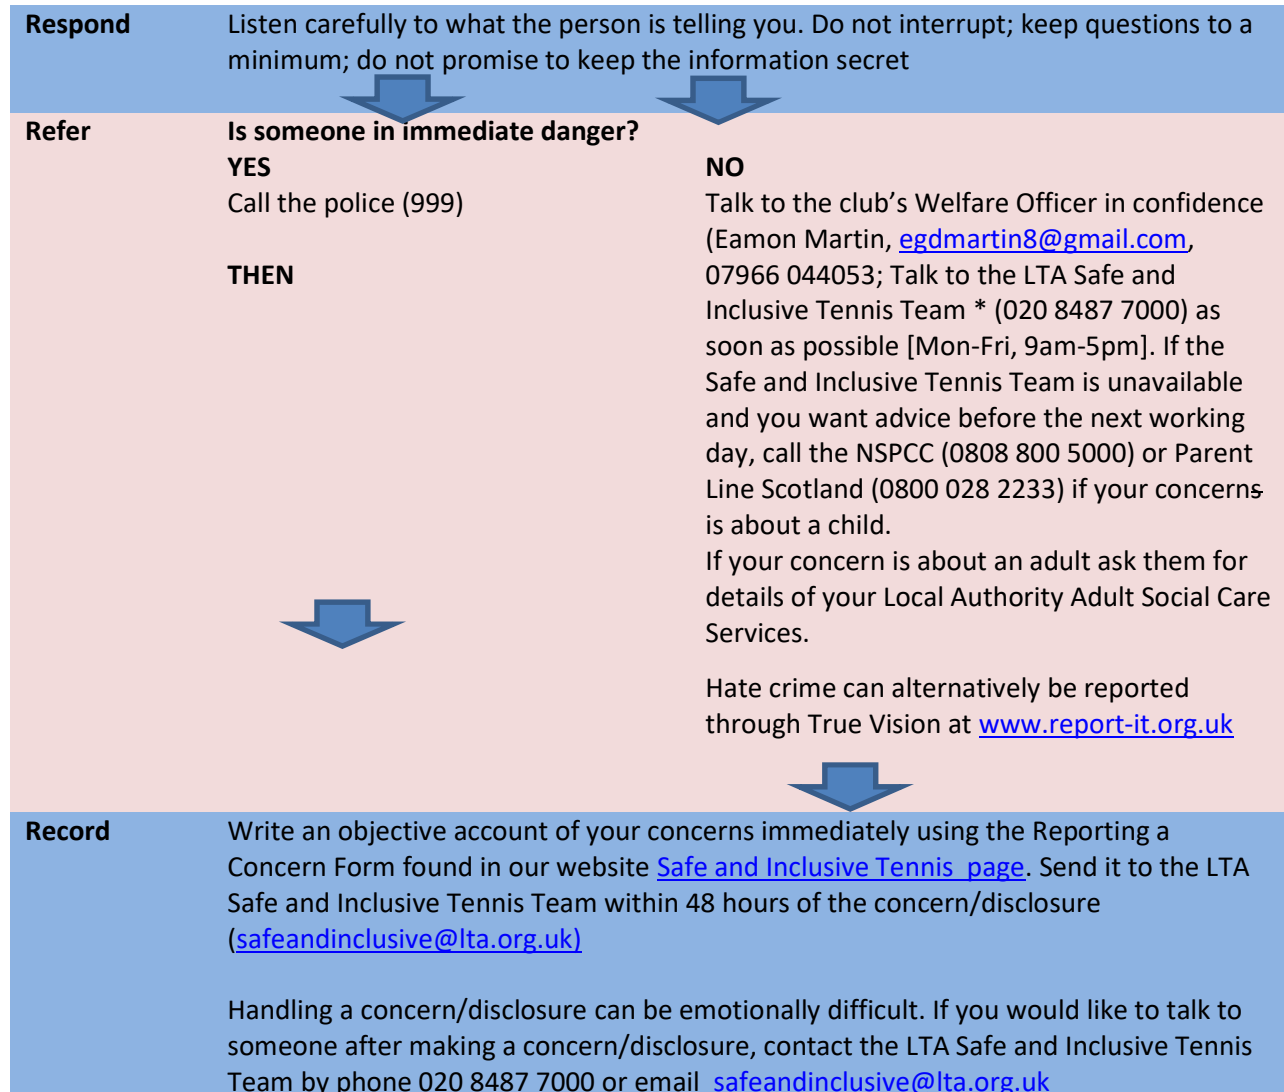 Respond
Listen carefully to what the person is telling you. Do not interrupt; keep questions to a
minimum; do not promise to keep the information secret
Refer
Is someone in immediate danger?
YES
Call the police (999)
THEN
NO
Talk to the club’s Welfare Officer in confidence
(Eamon Martin, egdmartin8@gmail.com,
07966 044053; Talk to the LTA Safe and
Inclusive Tennis Team * (020 8487 7000) as
soon as possible [Mon-Fri, 9am-5pm]. If the
Safe and Inclusive Tennis Team is unavailable
and you want advice before the next working
day, call the NSPCC (0808 800 5000) or Parent
Line Scotland (0800 028 2233) if your concerns
is about a child.
If your concern is about an adult ask them for
details of your Local Authority Adult Social Care
Services.
Hate crime can alternatively be reported
through True Vision at www.report-it.org.uk
Record
Write an objective account of your concerns immediately using the Reporting a
Concern Form found in our website Safe and Inclusive Tennis  page. Send it to the LTA
Safe and Inclusive Tennis Team within 48 hours of the concern/disclosure
(safeandinclusive@lta.org.uk)
Handling a concern/disclosure can be emotionally difficult. If you would like to talk to
someone after making a concern/disclosure, contact the LTA Safe and Inclusive Tennis
Team by phone 020 8487 7000 or email  safeandinclusive@lta.org.uk